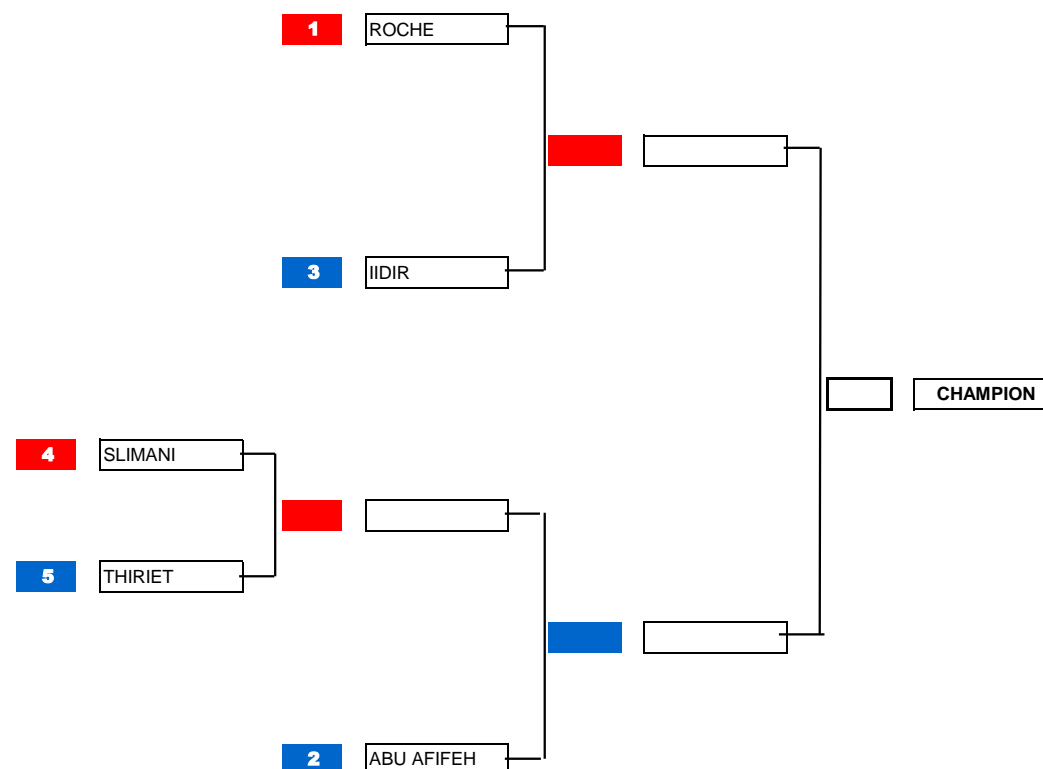 1 ROCHE
3 IIDIR
CHAMPION
4 SLIMANI
5 THIRIET
2 ABU AFIFEH